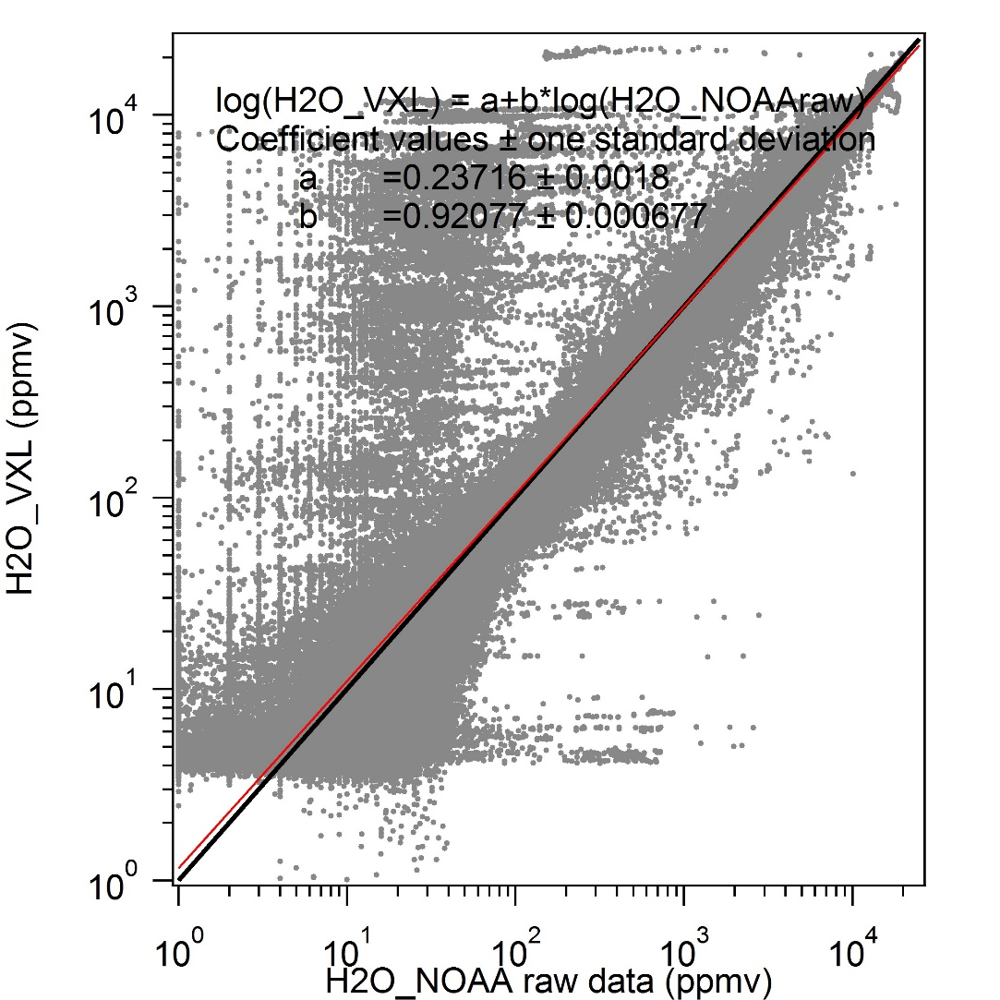 log(H2O_VXL) = a+b*log(H2O_NOAAraw)
Coefficient values ± one standard deviation
a =0.23716 ± 0.0018
b =0.92077 ± 0.000677
10^4
10^3
10^2
10^1
10^0
H2O_VXL (ppmv)
10^0 10^1 10^2 10^3 10^4
H2O_NOAA raw data (ppmv)